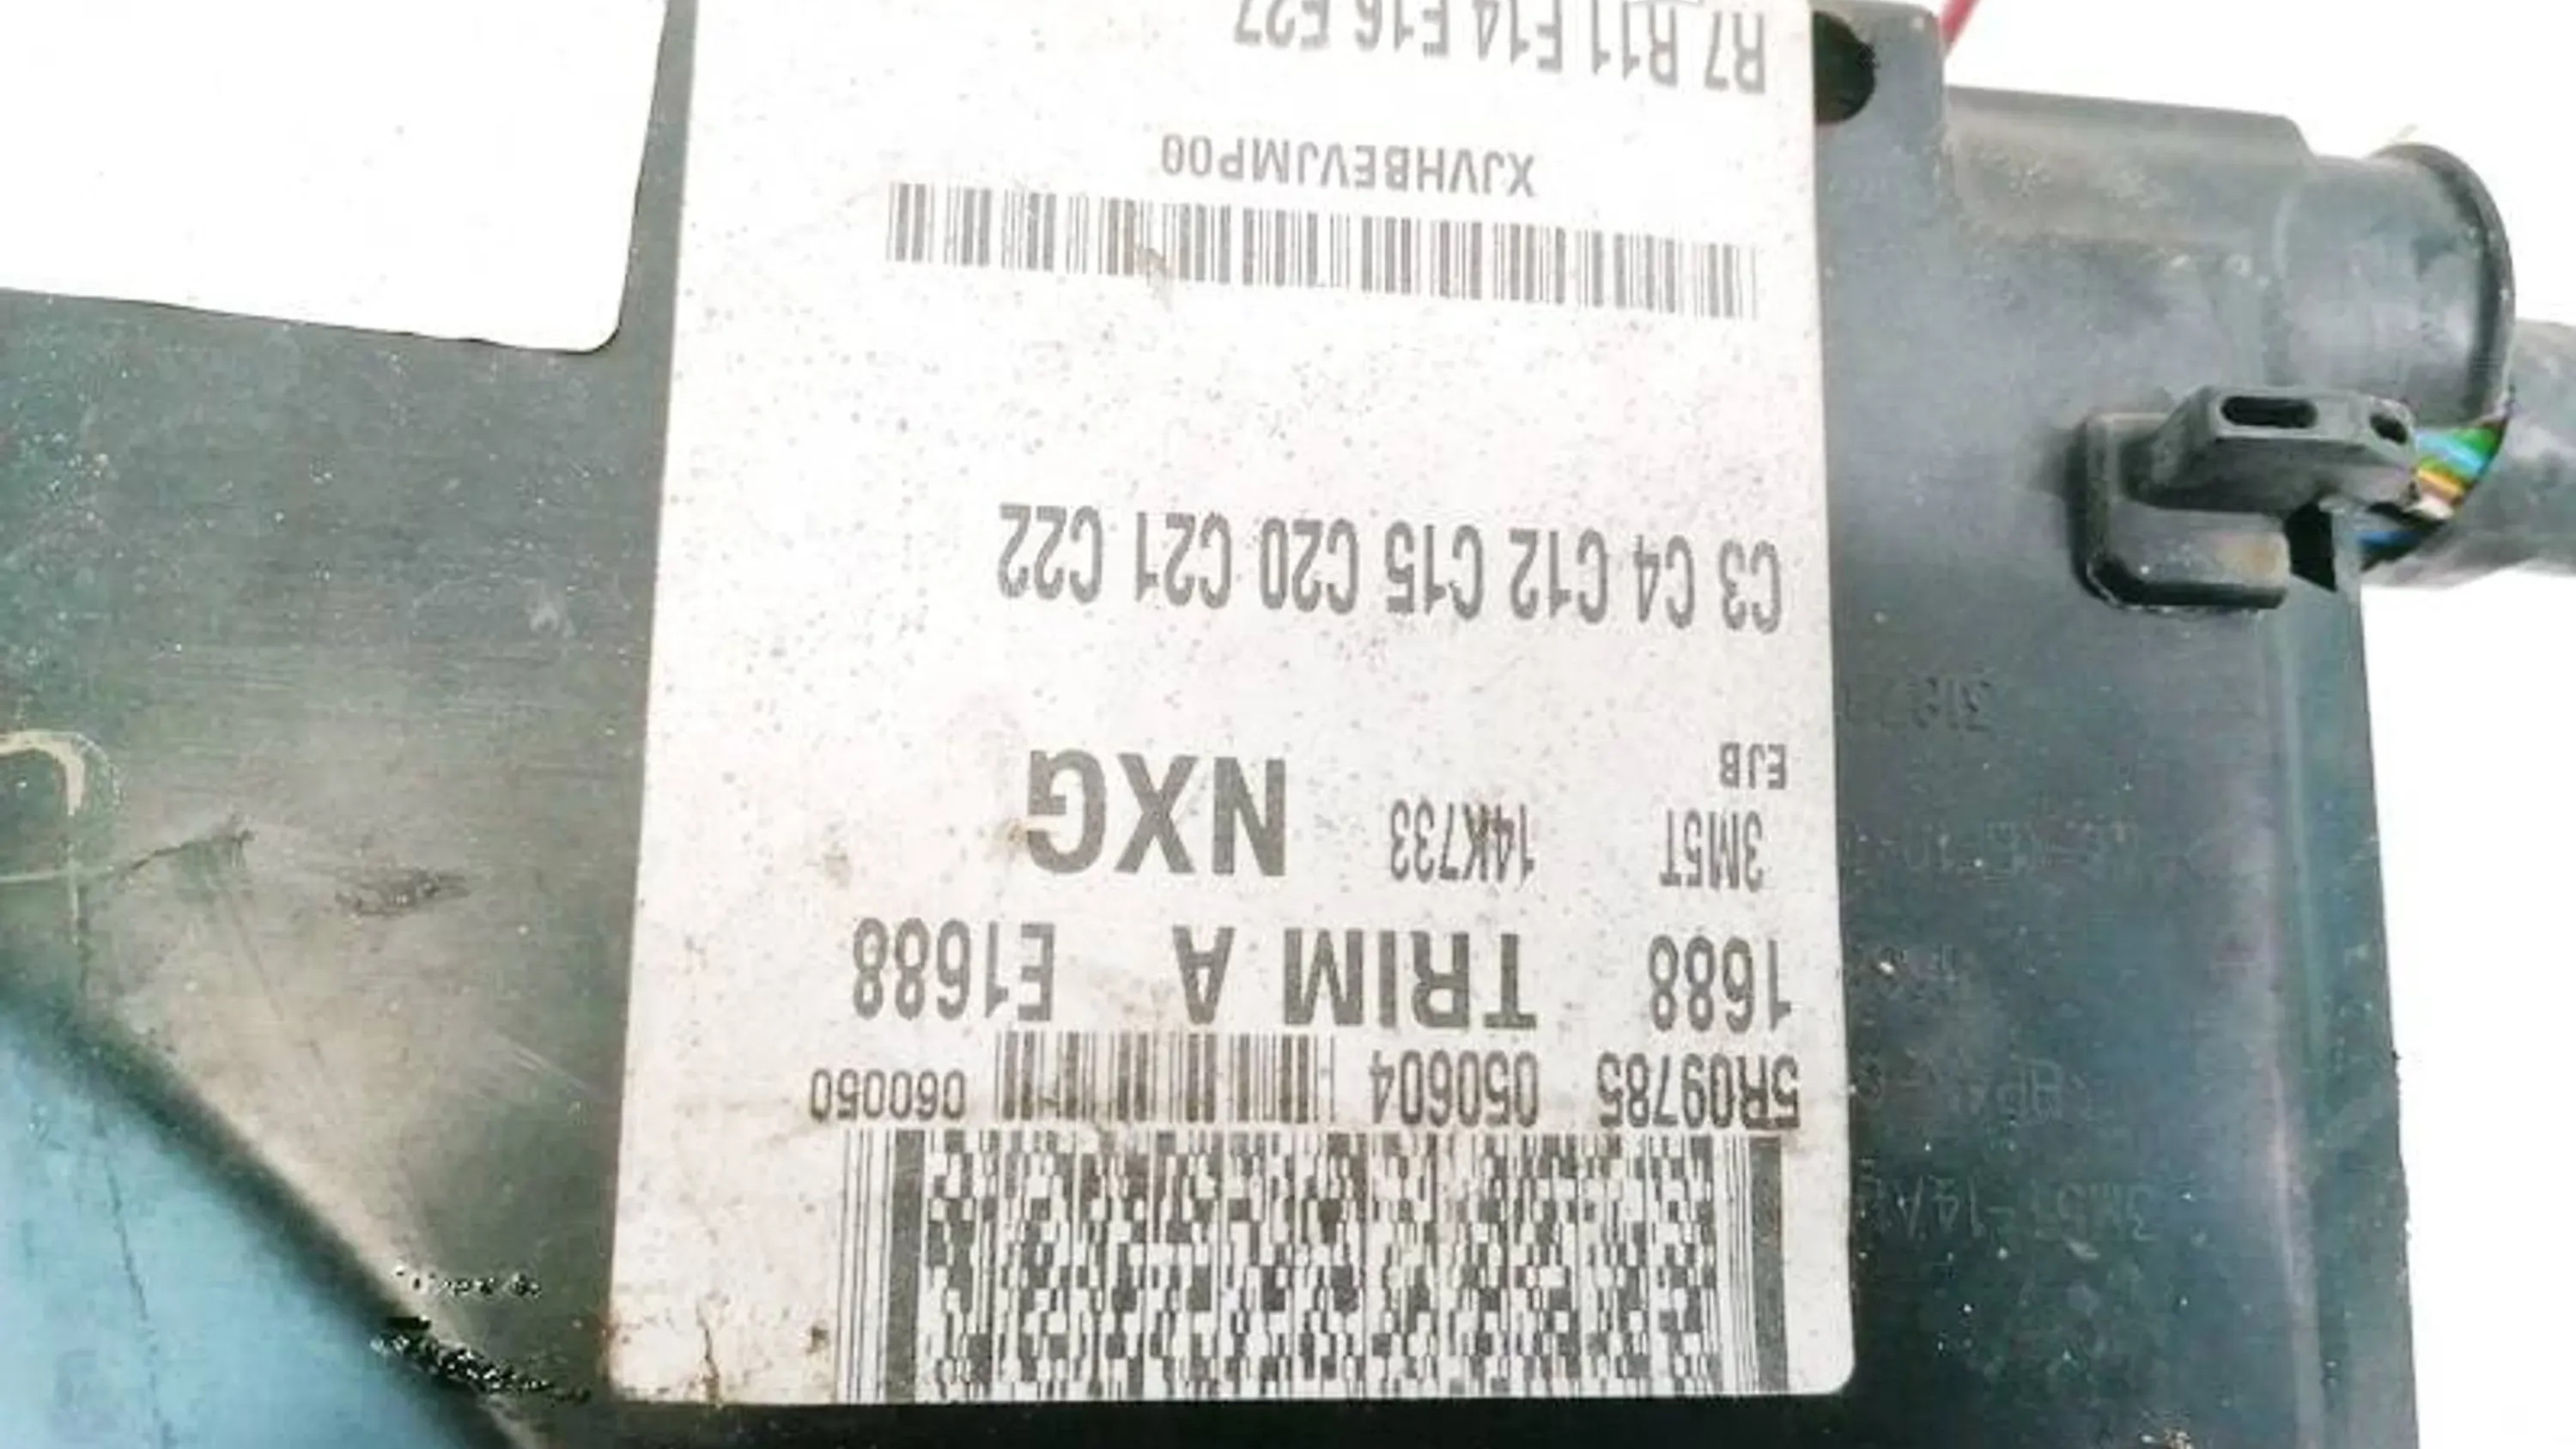 5R09785 050604 060050
1688 TRIM A E1688
3M5T 14K733 NXG
EJB
C3 C4 C12 C15 C20 C21 C22
XJVHBEVJMP00
R7 R11 E14 E16 E27